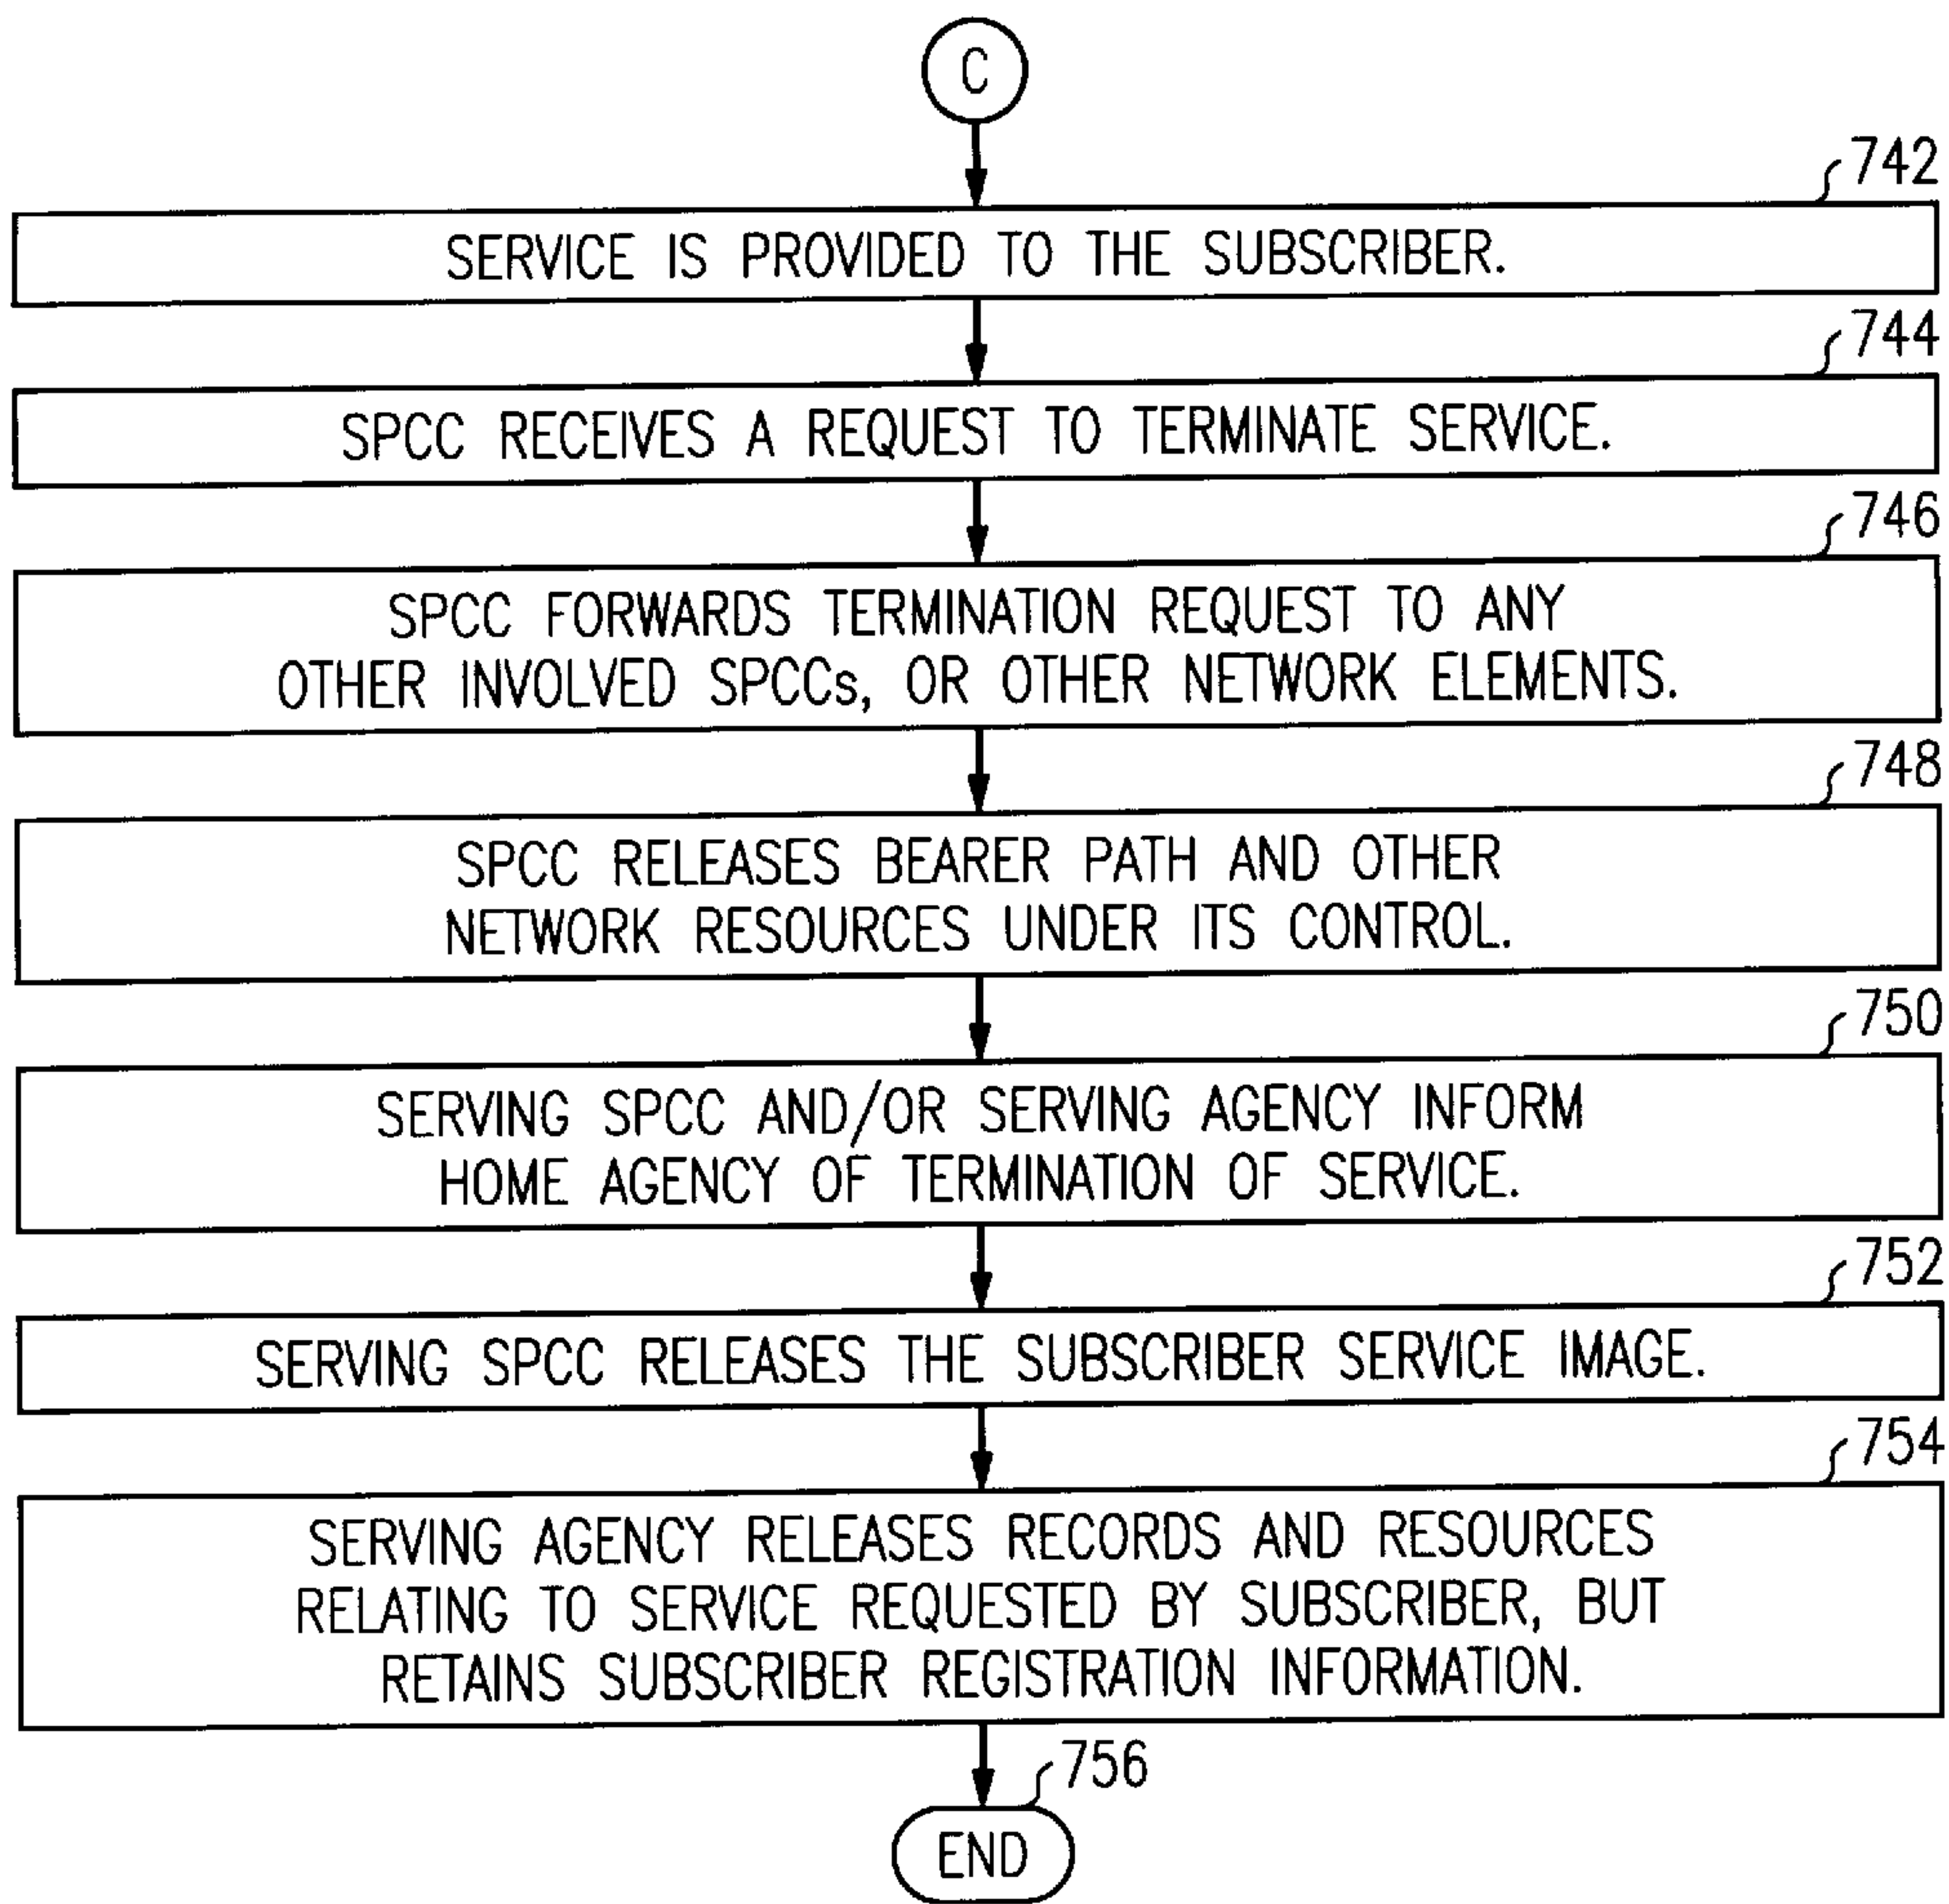 C
742
SERVICE IS PROVIDED TO THE SUBSCRIBER.
744
SPCC RECEIVES A REQUEST TO TERMINATE SERVICE.
746
SPCC FORWARDS TERMINATION REQUEST TO ANY
OTHER INVOLVED SPCCs, OR OTHER NETWORK ELEMENTS.
748
SPCC RELEASES BEARER PATH AND OTHER
NETWORK RESOURCES UNDER ITS CONTROL.
750
SERVING SPCC AND/OR SERVING AGENCY INFORM
HOME AGENCY OF TERMINATION OF SERVICE.
752
SERVING SPCC RELEASES THE SUBSCRIBER SERVICE IMAGE.
754
SERVING AGENCY RELEASES RECORDS AND RESOURCES
RELATING TO SERVICE REQUESTED BY SUBSCRIBER, BUT
RETAINS SUBSCRIBER REGISTRATION INFORMATION.
756
END